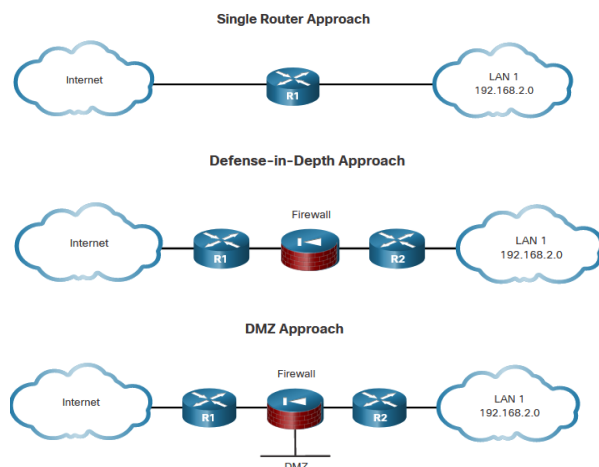 Single Router Approach
Internet
R1
LAN 1
192.168.2.0
Defense-in-Depth Approach
Internet
R1
Firewall
R2
LAN 1
192.168.2.0
DMZ Approach
Internet
R1
Firewall
R2
LAN 1
192.168.2.0
DMZ